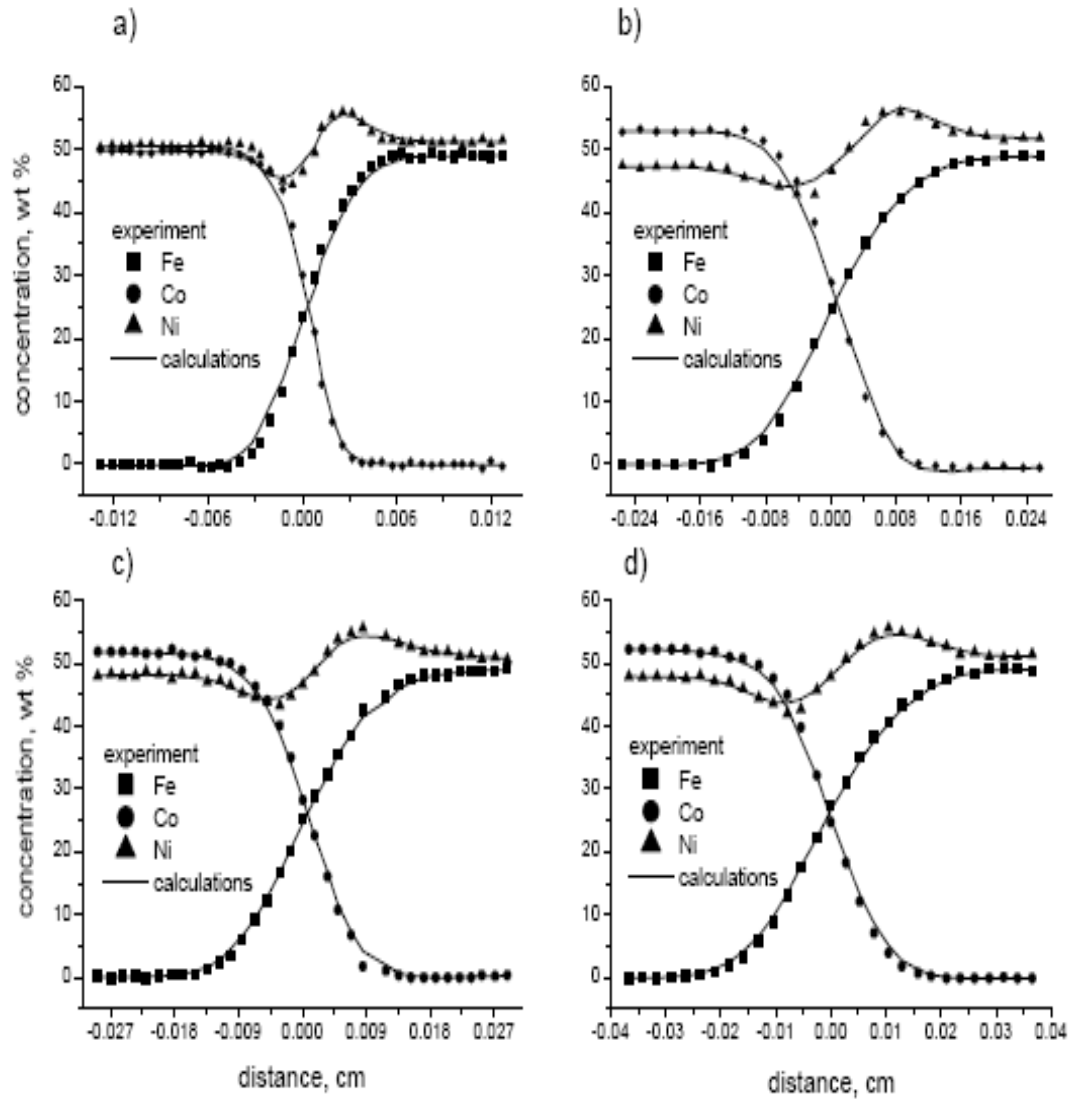 a)
60
50
40
30
20
10
0
concentration, wt %
experiment
Fe
Co
Ni
calculations
-0.012 -0.006 0.000 0.006 0.012
b)
60
50
40
30
20
10
0
experiment
Fe
Co
Ni
calculations
-0.024 -0.016 -0.008 0.000 0.008 0.016 0.024
c)
60
50
40
30
20
10
0
concentration, wt %
experiment
Fe
Co
Ni
calculations
-0.027 -0.018 -0.009 0.000 0.009 0.018 0.027
distance, cm
d)
60
50
40
30
20
10
0
experiment
Fe
Co
Ni
calculations
-0.04 -0.03 -0.02 -0.01 0.00 0.01 0.02 0.03 0.04
distance, cm